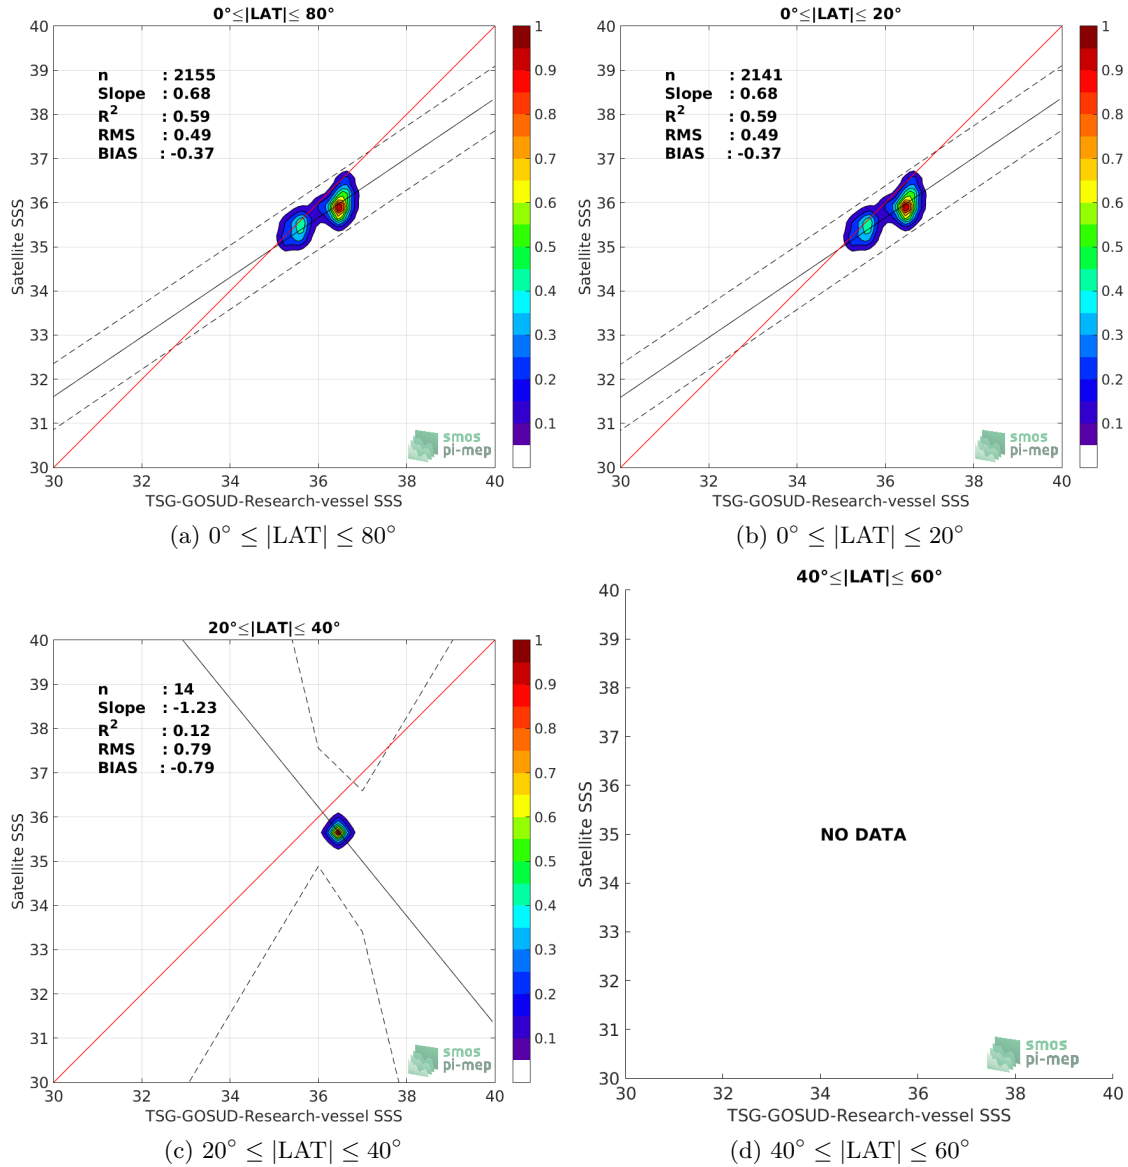 0°≤|LAT|≤ 80°
40
39
38
37
36
35
34
33
32
31
30
Satellite SSS
n : 2155
Slope : 0.68
R² : 0.59
RMS : 0.49
BIAS : -0.37
smos
pi-mep
30 32 34 36 38 40
TSG-GOSUD-Research-vessel SSS
1
0.9
0.8
0.7
0.6
0.5
0.4
0.3
0.2
0.1
(a) 0° ≤ |LAT| ≤ 80°
0°≤|LAT|≤ 20°
40
39
38
37
36
35
34
33
32
31
30
Satellite SSS
n : 2141
Slope : 0.68
R² : 0.59
RMS : 0.49
BIAS : -0.37
smos
pi-mep
30 32 34 36 38 40
TSG-GOSUD-Research-vessel SSS
1
0.9
0.8
0.7
0.6
0.5
0.4
0.3
0.2
0.1
(b) 0° ≤ |LAT| ≤ 20°
20°≤|LAT|≤ 40°
40
39
38
37
36
35
34
33
32
31
30
Satellite SSS
n : 14
Slope : -1.23
R² : 0.12
RMS : 0.79
BIAS : -0.79
smos
pi-mep
30 32 34 36 38 40
TSG-GOSUD-Research-vessel SSS
1
0.9
0.8
0.7
0.6
0.5
0.4
0.3
0.2
0.1
(c) 20° ≤ |LAT| ≤ 40°
40°≤|LAT|≤ 60°
40
39
38
37
36
35
34
33
32
31
30
Satellite SSS
NO DATA
smos
pi-mep
30 32 34 36 38 40
TSG-GOSUD-Research-vessel SSS
(d) 40° ≤ |LAT| ≤ 60°